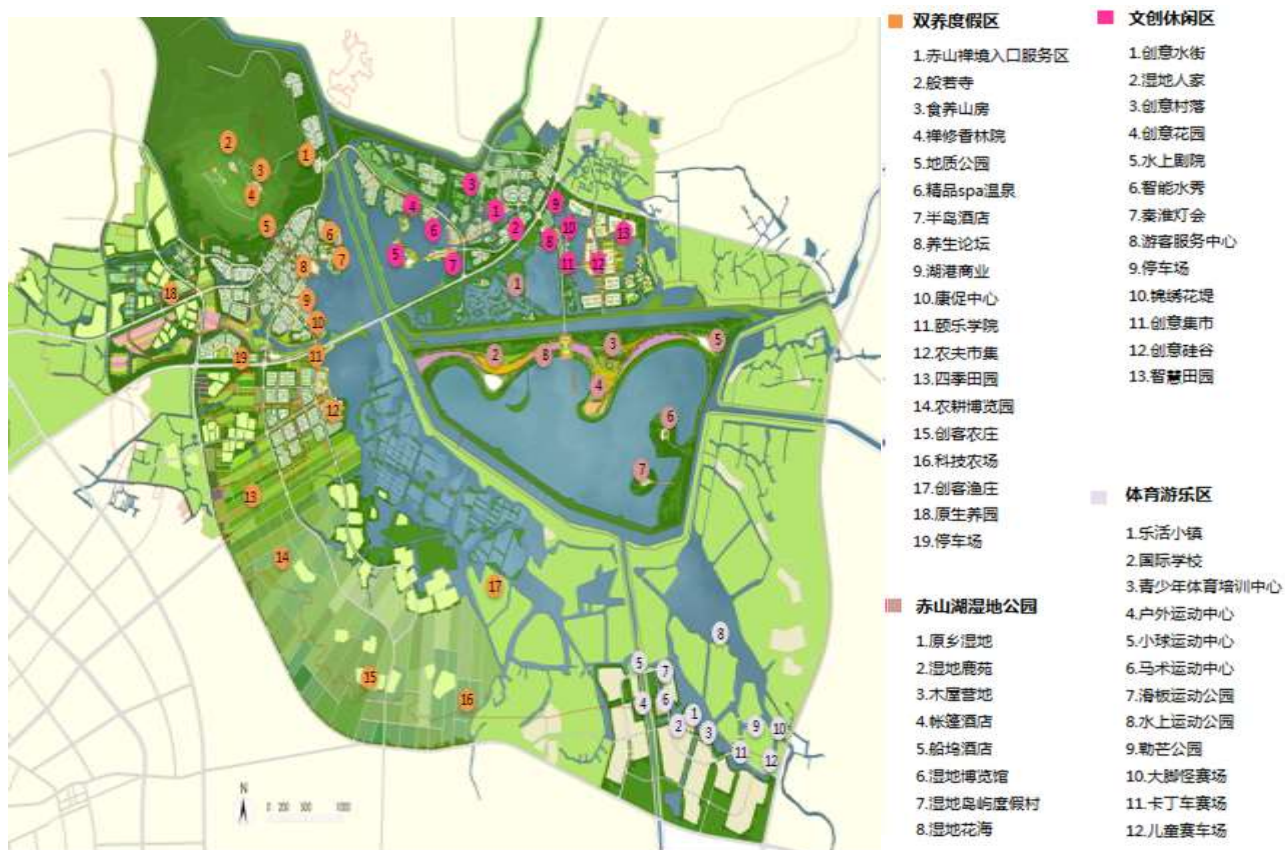 双养度假区
1.赤山禅境入口服务区
2.般若寺
3.食养山房
4.禅修香林院
5.地质公园
6.精品spa温泉
7.半岛酒店
8.养生论坛
9.湖港商业
10.康促中心
11.颐乐学院
12.农夫市集
13.四季田园
14.农耕博览园
15.创客农庄
16.科技农场
17.创客渔庄
18.原生养园
19.停车场
赤山湖湿地公园
1.原乡湿地
2.湿地鹿苑
3.木屋营地
4.帐篷酒店
5.船坞酒店
6.湿地博览馆
7.湿地岛屿度假村
8.湿地花海
文创休闲区
1.创意水街
2.湿地人家
3.创意村落
4.创意花园
5.水上剧院
6.智能水秀
7.秦淮灯会
8.游客服务中心
9.停车场
10.锦绣花堤
11.创意集市
12.创意硅谷
13.智慧田园
体育游乐区
1.乐活小镇
2.国际学校
3.青少年体育培训中心
4.户外运动中心
5.小球运动中心
6.马术运动中心
7.滑板运动公园
8.水上运动公园
9.勒芒公园
10.大脚怪赛场
11.卡丁车赛场
12.儿童赛车场
N
0 200 500 1000